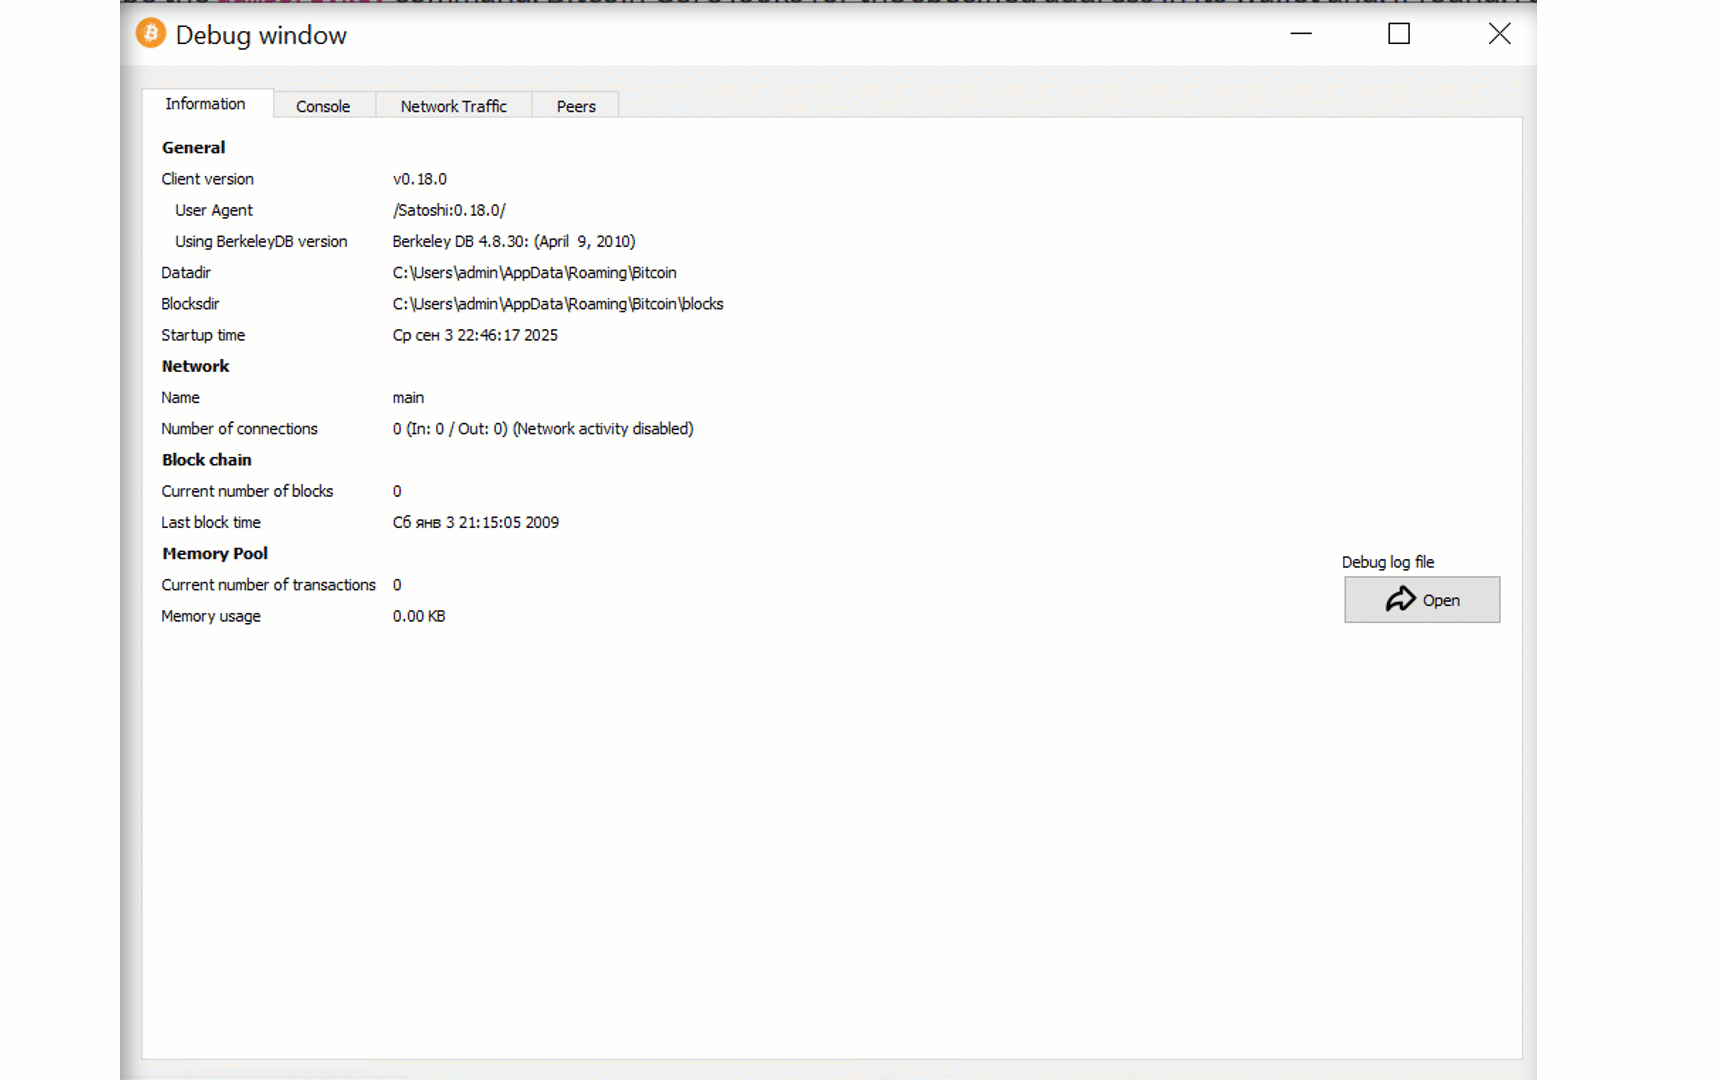 Debug window
Information Console Network Traffic Peers
General
Client version v0.18.0
User Agent /Satoshi:0.18.0/
Using BerkeleyDB version Berkeley DB 4.8.30: (April 9, 2010)
Datadir C:\Users\admin\AppData\Roaming\Bitcoin
Blocksdir C:\Users\admin\AppData\Roaming\Bitcoin\blocks
Startup time Ср сен 3 22:46:17 2025
Network
Name main
Number of connections 0 (In: 0 / Out: 0) (Network activity disabled)
Block chain
Current number of blocks 0
Last block time Сб янв 3 21:15:05 2009
Memory Pool
Current number of transactions 0
Memory usage 0.00 KB
Debug log file
Open